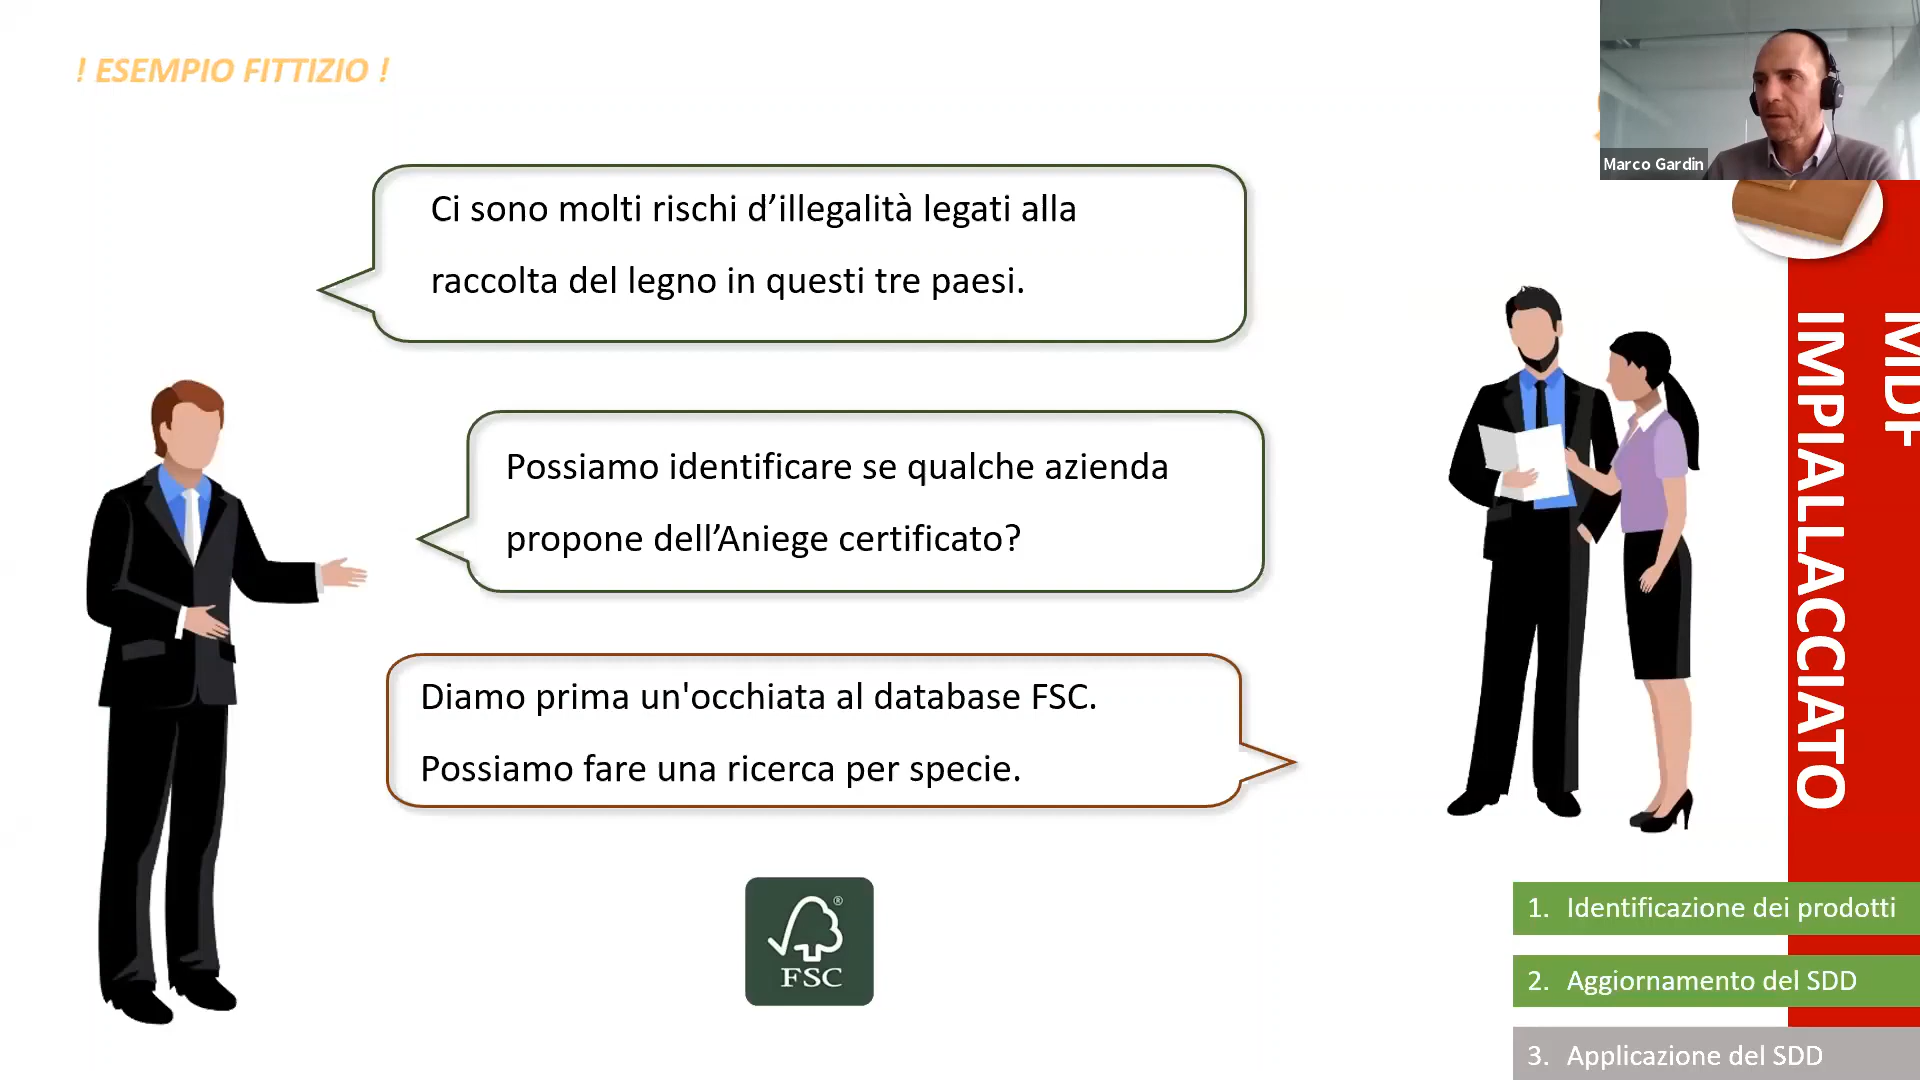 ! ESEMPIO FITTIZIO !
Marco Gardin
Ci sono molti rischi d’illegalità legati alla
raccolta del legno in questi tre paesi.
Possiamo identificare se qualche azienda
propone dell’Aniege certificato?
Diamo prima un'occhiata al database FSC.
Possiamo fare una ricerca per specie.
FSC ®
MDF
IMPIALLACCIATO
1. Identificazione dei prodotti
2. Aggiornamento del SDD
3. Applicazione del SDD